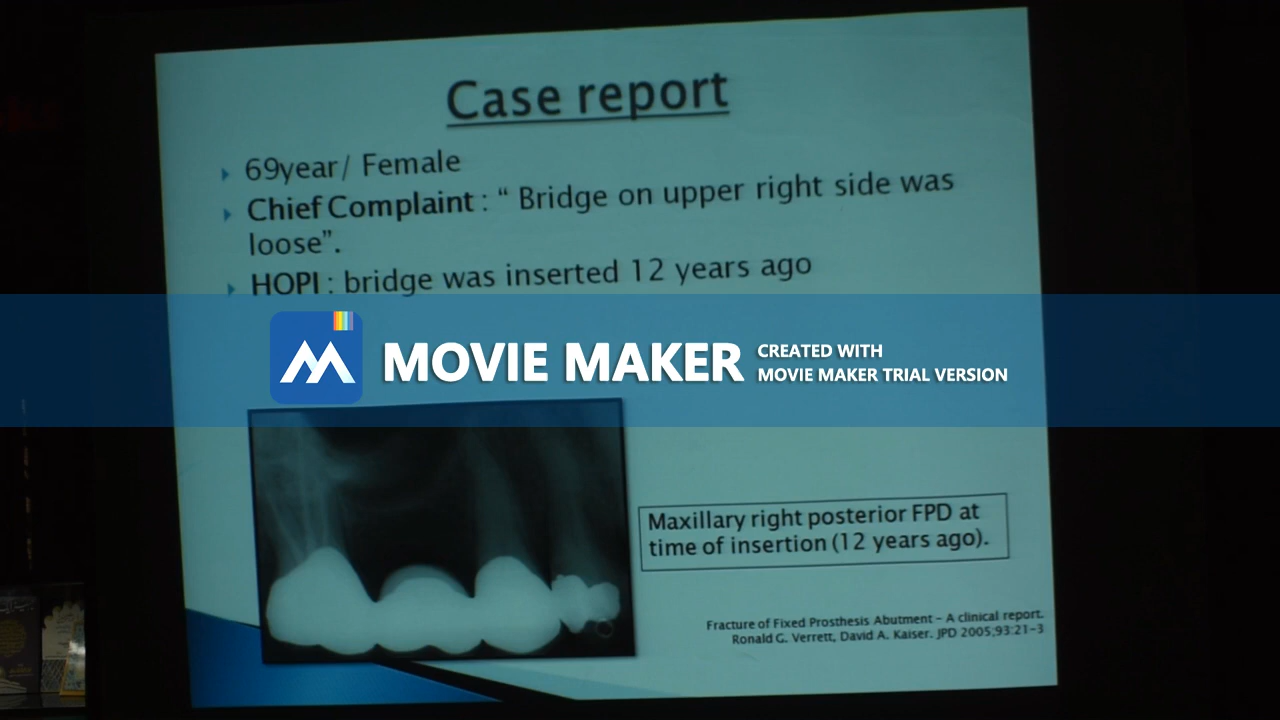 Case report
69year/ Female
Chief Complaint : “ Bridge on upper right side was
loose”.
HOPI : bridge was inserted 12 years ago
MOVIE MAKER
CREATED WITH
MOVIE MAKER TRIAL VERSION
Maxillary right posterior FPD at
time of insertion (12 years ago).
Fracture of Fixed Prosthesis Abutment – A clinical report.
Ronald G. Verrett, David A. Kaiser. JPD 2005;93:21-3